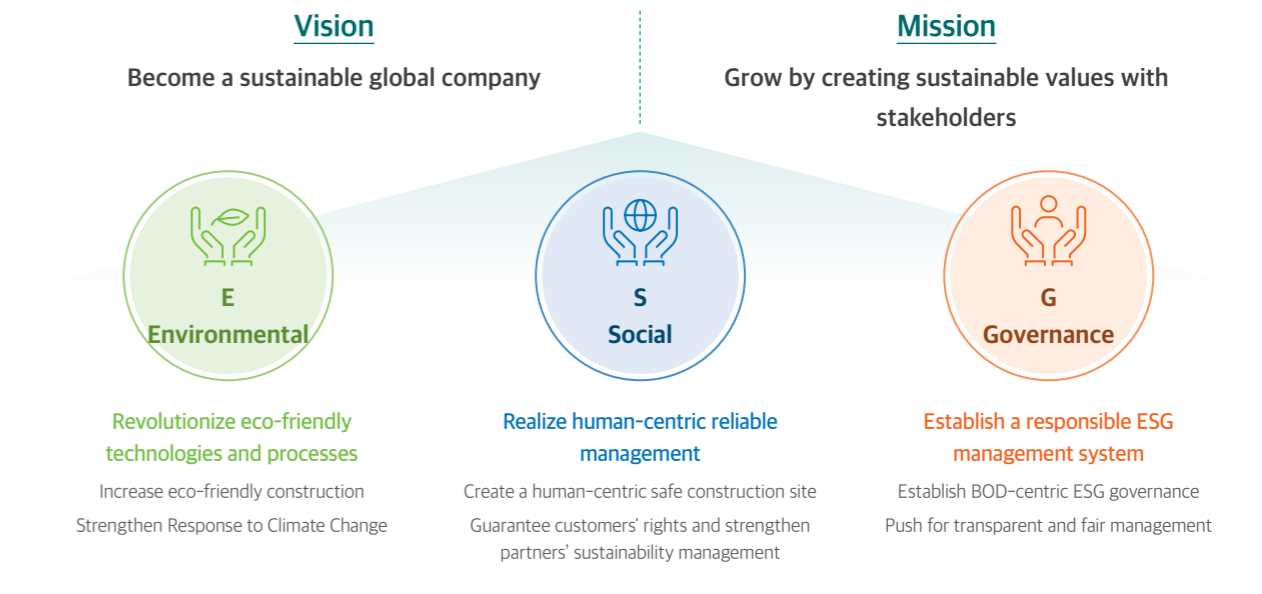 Vision
Become a sustainable global company
Mission
Grow by creating sustainable values with
stakeholders
E
Environmental
Revolutionize eco-friendly
technologies and processes
Increase eco-friendly construction
Strengthen Response to Climate Change
S
Social
Realize human-centric reliable
management
Create a human-centric safe construction site
Guarantee customers' rights and strengthen
partners’ sustainability management
G
Governance
Establish a responsible ESG
management system
Establish BOD-centric ESG governance
Push for transparent and fair management